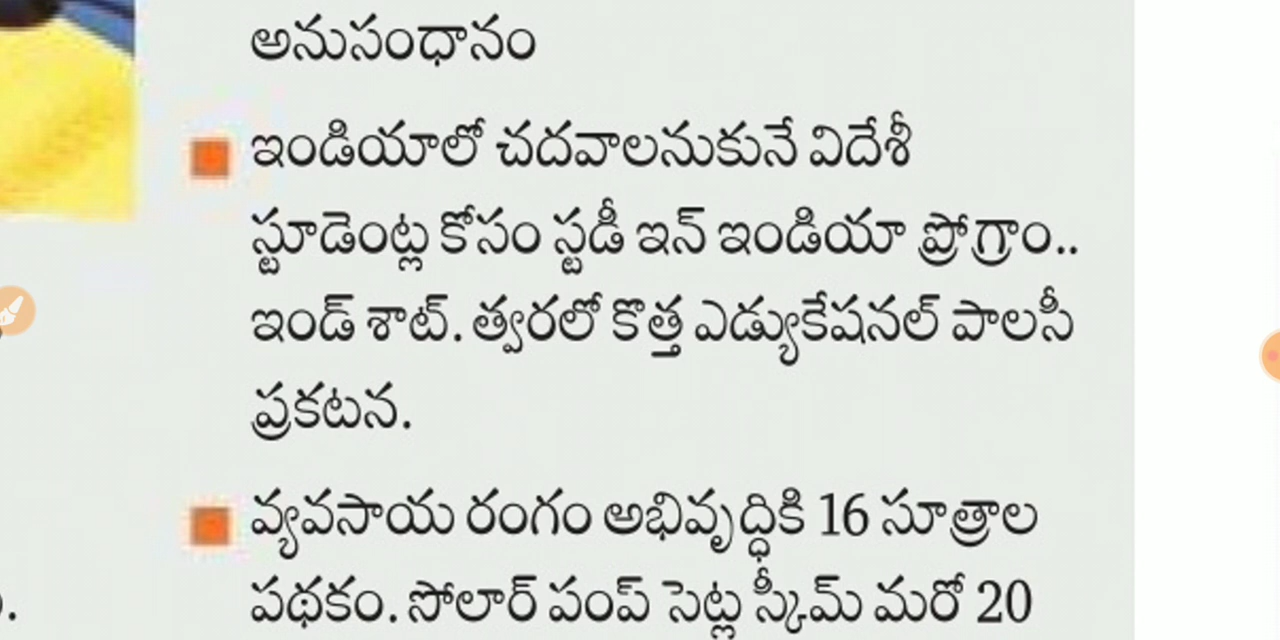 అనుసంధానం
ఇండియాలో చదవాలనుకునే విదేశీ
స్టూడెంట్ల కోసం స్టడీ ఇన్ ఇండియా ప్రోగ్రాం..
ఇండ్ శాట్. త్వరలో కొత్త ఎడ్యుకేషనల్ పాలసీ
ప్రకటన.
వ్యవసాయ రంగం అభివృద్ధికి 16 సూత్రాల
పథకం. సోలార్ పంప్ సెట్ల స్కీమ్ మరో 20